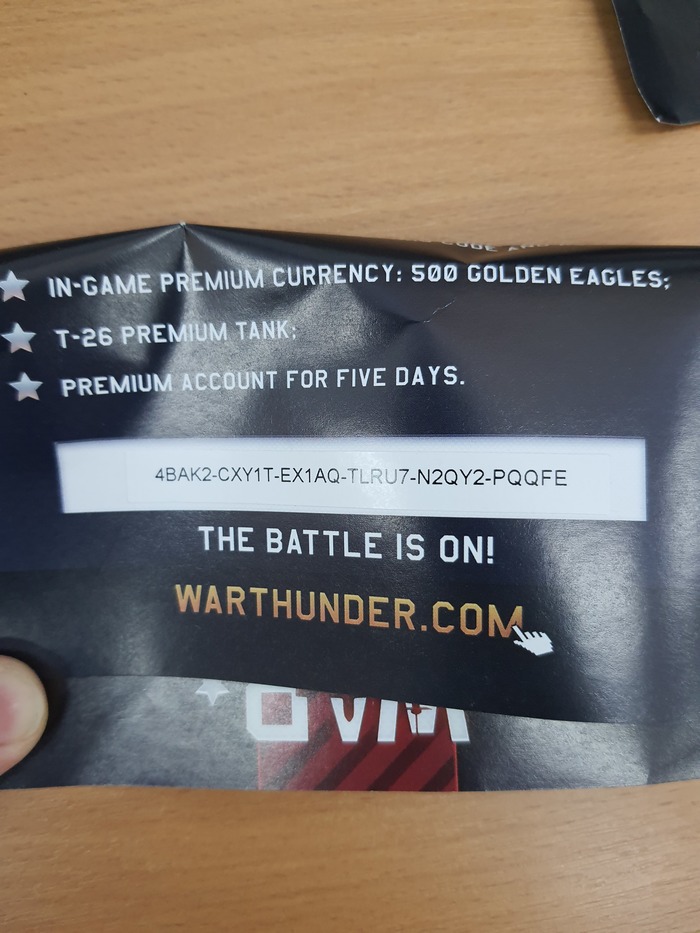 IN-GAME PREMIUM CURRENCY: 500 GOLDEN EAGLES;
T-26 PREMIUM TANK;
PREMIUM ACCOUNT FOR FIVE DAYS.
4BAK2-CXY1T-EX1AQ-TLRU7-N2QY2-PQQFE
THE BATTLE IS ON!
WARTHUNDER.COM